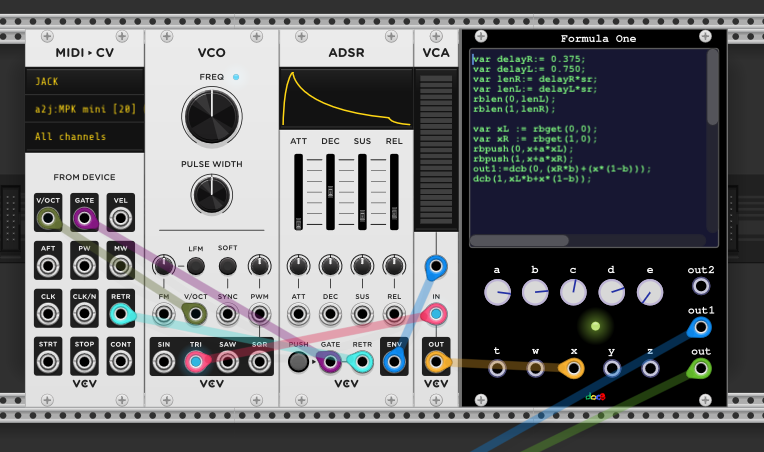 MIDI ▸ CV
JACK
a2j:MPK mini [20]
All channels
FROM DEVICE
V/OCT GATE VEL
AFT PW MW
CLK CLK/N RETR
STRT STOP CONT
VCV
VCO
FREQ
PULSE WIDTH
LFM SOFT
FM V/OCT SYNC PWM
SIN TRI SAW SQR
VCV
ADSR
ATT DEC SUS REL
ATT DEC SUS REL
PUSH GATE RETR ENV
VCV
VCA
IN
OUT
VCV
Formula One
var delayR:= 0.375;
var delayL:= 0.750;
var lenR:= delayR*sr;
var lenL:= delayL*sr;
rblen(0,lenL);
rblen(1,lenR);
var xL := rbget(0,0);
var xR := rbget(1,0);
rbpush(0,x+a*xL);
rbpush(1,x+a*xR);
out1:=dcb(0,(xR*b)+(x*(1-b)));
dcb(1,xL*b+x*(1-b));
a b c d e out2
out1
t w x y z out
docB